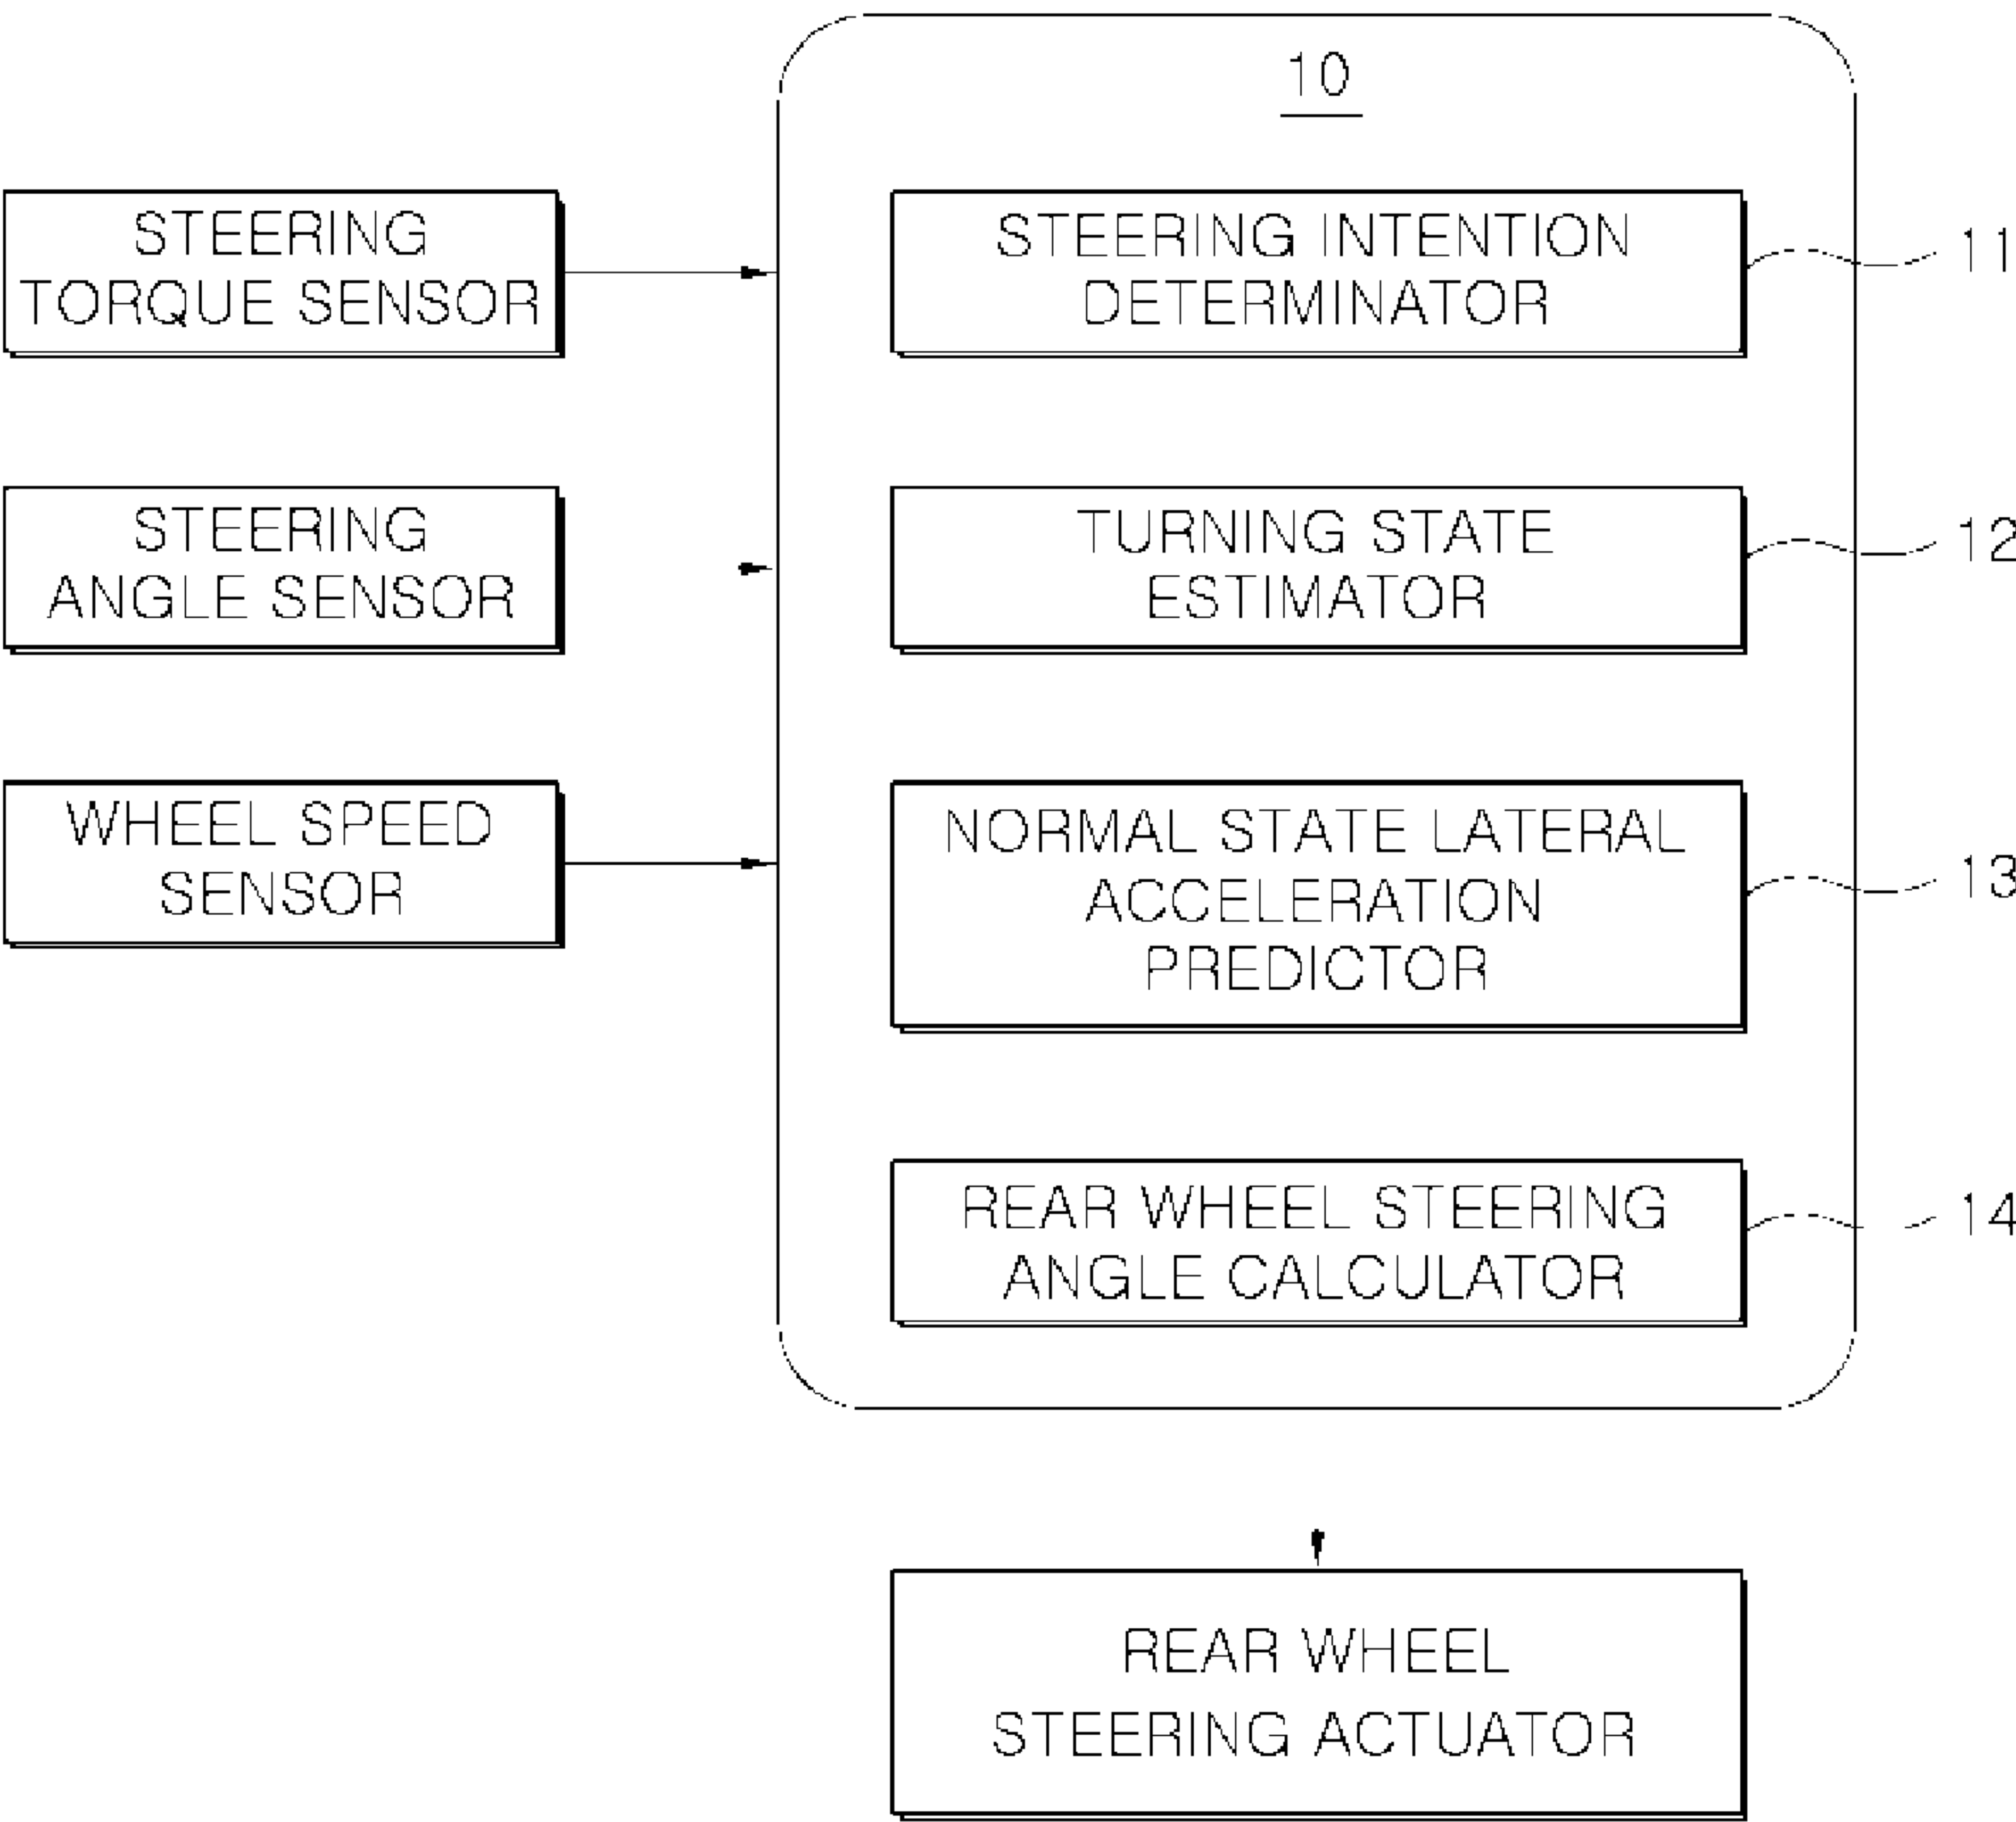 10
STEERING
TORQUE SENSOR
STEERING INTENTION
DETERMINATOR
11
STEERING
ANGLE SENSOR
TURNING STATE
ESTIMATOR
12
WHEEL SPEED
SENSOR
NORMAL STATE LATERAL
ACCELERATION
PREDICTOR
13
REAR WHEEL STEERING
ANGLE CALCULATOR
14
REAR WHEEL
STEERING ACTUATOR